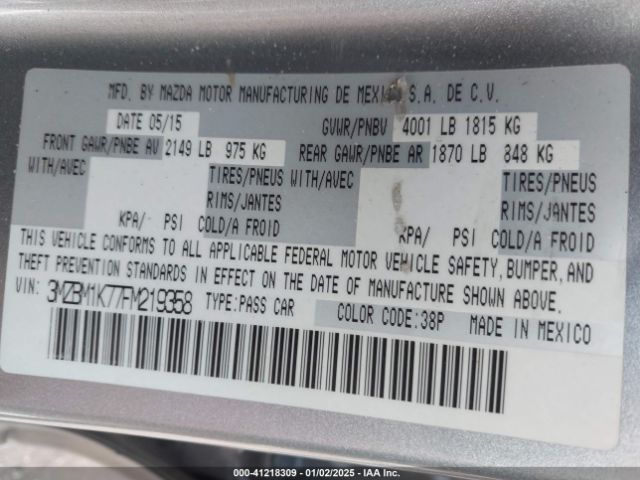 MFD. BY MAZDA MOTOR MANUFACTURING DE MEXICO S.A. DE C.V.
DATE 05/15 GVWR/PNBV 4001 LB 1815 KG
FRONT GAWR/PNBE AV 2149 LB 975 KG REAR GAWR/PNBE AR 1870 LB 848 KG
WITH/AVEC TIRES/PNEUS WITH/AVEC TIRES/PNEUS
RIMS/JANTES RIMS/JANTES
KPA/ PSI COLD/A FROID KPA/ PSI COLD/A FROID
THIS VEHICLE CONFORMS TO ALL APPLICABLE FEDERAL MOTOR VEHICLE SAFETY, BUMPER, AND
THEFT PREVENTION STANDARDS IN EFFECT ON THE DATE OF MANUFACTURE SHOWN ABOVE.
VIN: 3MZBM1K77FM219358 TYPE:PASS CAR COLOR CODE:38P MADE IN MEXICO
000-41218309 - 01/02/2025 - IAA Inc.